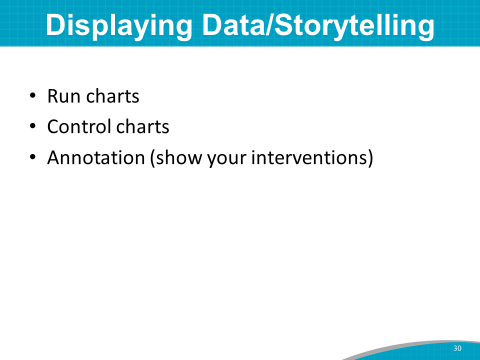 Displaying Data/Storytelling
• Run charts
• Control charts
• Annotation (show your interventions)
30